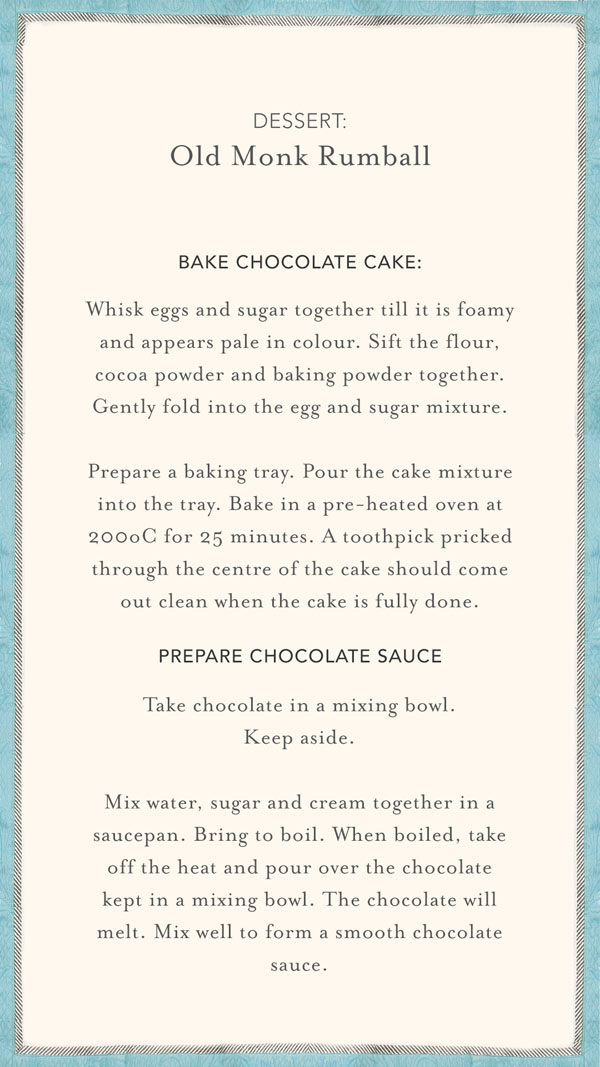 DESSERT:
Old Monk Rumball
BAKE CHOCOLATE CAKE:
Whisk eggs and sugar together till it is foamy
and appears pale in colour. Sift the flour,
cocoa powder and baking powder together.
Gently fold into the egg and sugar mixture.
Prepare a baking tray. Pour the cake mixture
into the tray. Bake in a pre-heated oven at
200oC for 25 minutes. A toothpick pricked
through the centre of the cake should come
out clean when the cake is fully done.
PREPARE CHOCOLATE SAUCE
Take chocolate in a mixing bowl.
Keep aside.
Mix water, sugar and cream together in a
saucepan. Bring to boil. When boiled, take
off the heat and pour over the chocolate
kept in a mixing bowl. The chocolate will
melt. Mix well to form a smooth chocolate
sauce.